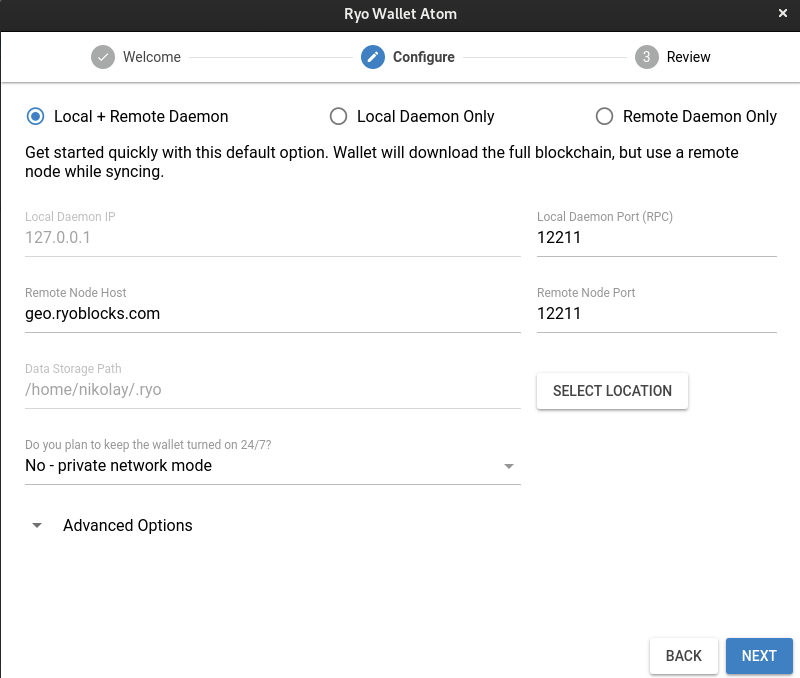 Ryo Wallet Atom
Welcome
Configure
3 Review
Local + Remote Daemon
Local Daemon Only
Remote Daemon Only
Get started quickly with this default option. Wallet will download the full blockchain, but use a remote
node while syncing.
Local Daemon IP
127.0.0.1
Local Daemon Port (RPC)
12211
Remote Node Host
geo.ryoblocks.com
Remote Node Port
12211
Data Storage Path
/home/nikolay/.ryo
SELECT LOCATION
Do you plan to keep the wallet turned on 24/7?
No - private network mode
Advanced Options
BACK
NEXT